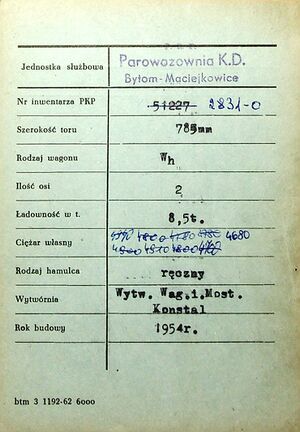 P.K.P.
Jednostka służbowa Parowozownia K.D.
Bytom-Maciejkowice
Nr inwentarza PKP 51227 2831-0
Szerokość toru 785mm
Rodzaj wagonu Wh
Ilość osi 2
Ładowność w t. 8,5t.
Ciężar własny 4680
Rodzaj hamulca ręczny
Wytwórnia Wytw. Wag.i.Most.
Konstal
Rok budowy 1954r.
btm 3 1192-62 6000